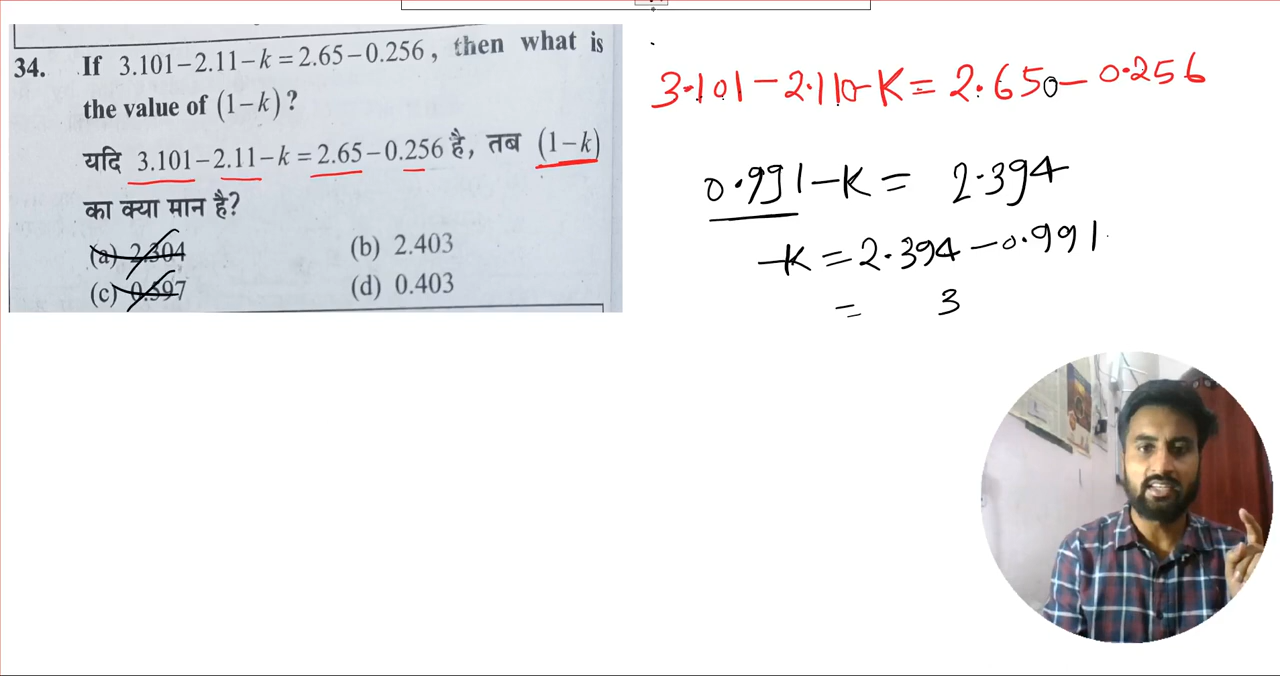 34. If 3.101−2.11−k = 2.65−0.256, then what is
the value of (1−k)?
यदि 3.101−2.11−k = 2.65−0.256 है, तब (1−k)
का क्या मान है?
(a) 2.304 (b) 2.403
(c) 0.597 (d) 0.403
3.101 − 2.110 − K = 2.650 − 0.256
0.991 − K = 2.394
−K = 2.394 − 0.991
= 3